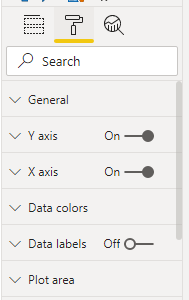 Search
General
Y axis On
X axis On
Data colors
Data labels Off
Plot area